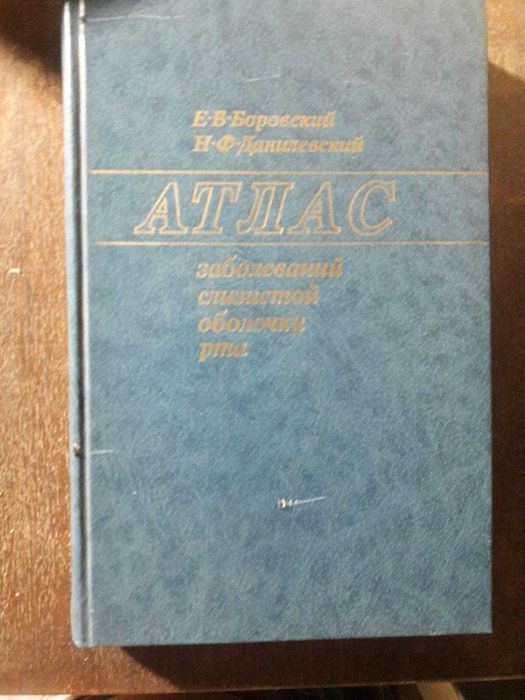 Е·В·Боровский
Н·Ф·Данилевский
АТЛАС
заболеваний
слизистой
оболочки
рта